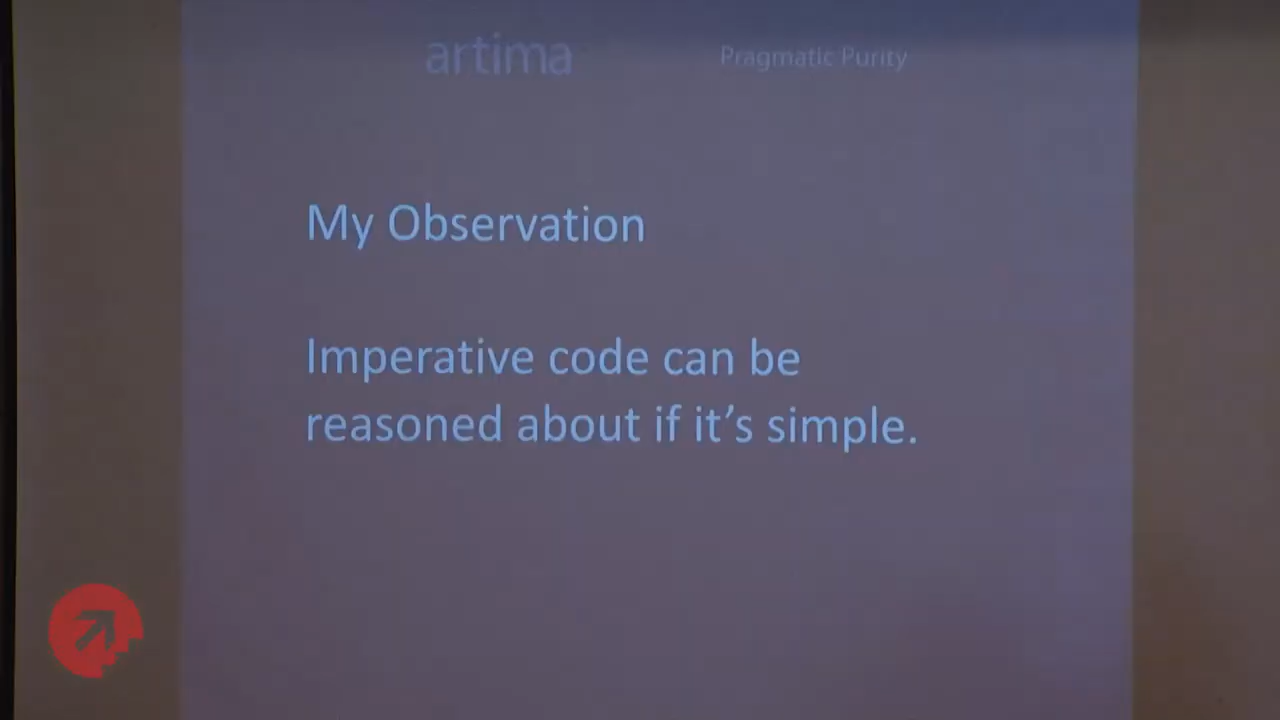 artima
Pragmatic Purity
My Observation
Imperative code can be
reasoned about if it’s simple.